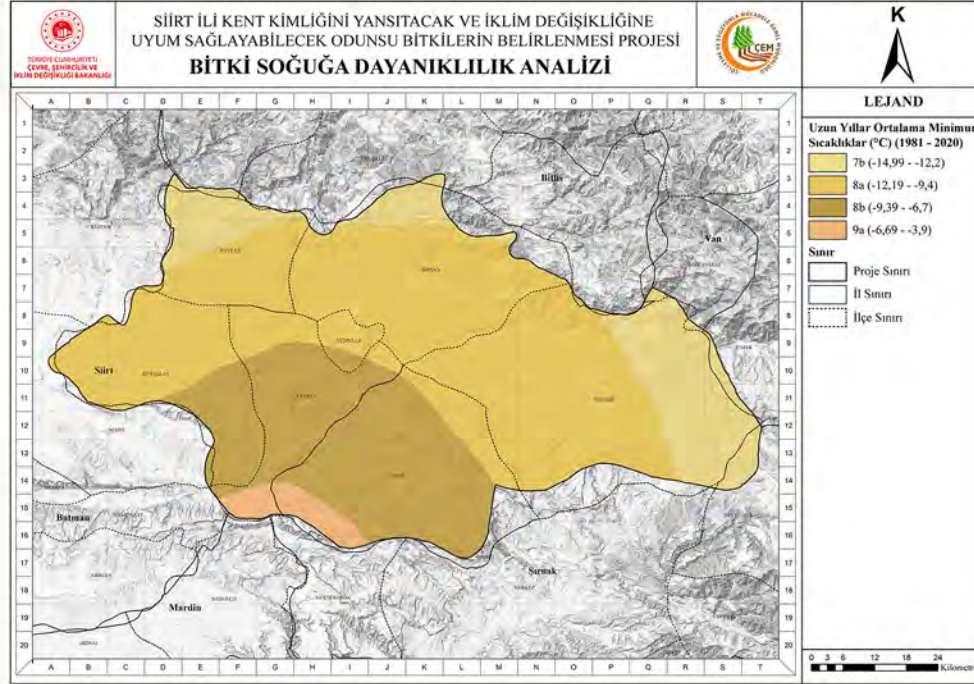 TÜRKİYE CUMHURİYETİ
ÇEVRE, ŞEHİRCİLİK VE
İKLİM DEĞİŞİKLİĞİ BAKANLIĞI
SİİRT İLİ KENT KİMLİĞİNİ YANSITACAK VE İKLİM DEĞİŞİKLİĞİNE
UYUM SAĞLAYABİLECEK ODUNSU BİTKİLERİN BELİRLENMESİ PROJESİ
BİTKİ SOĞUĞA DAYANIKLILIK ANALİZİ
ÇEM
K
LEJAND
Uzun Yıllar Ortalama Minimum
Sıcaklıklar (°C) (1981 - 2020)
7b (-14,99 - -12,2)
8a (-12,19 - -9,4)
8b (-9,39 - -6,7)
9a (-6,69 - -3,9)
Sınır
Proje Sınırı
İl Sınırı
İlçe Sınırı
0 3 6 12 18 24
Kilometre
A B C D E F G H I J K L M N O P Q R S T
1
2
3
4
5
6
7
8
9
10
11
12
13
14
15
16
17
18
19
20
Bitlis
Van
Siirt
Batman
Şırnak
Mardin
A B C D E F G H I J K L M N O P Q R S T